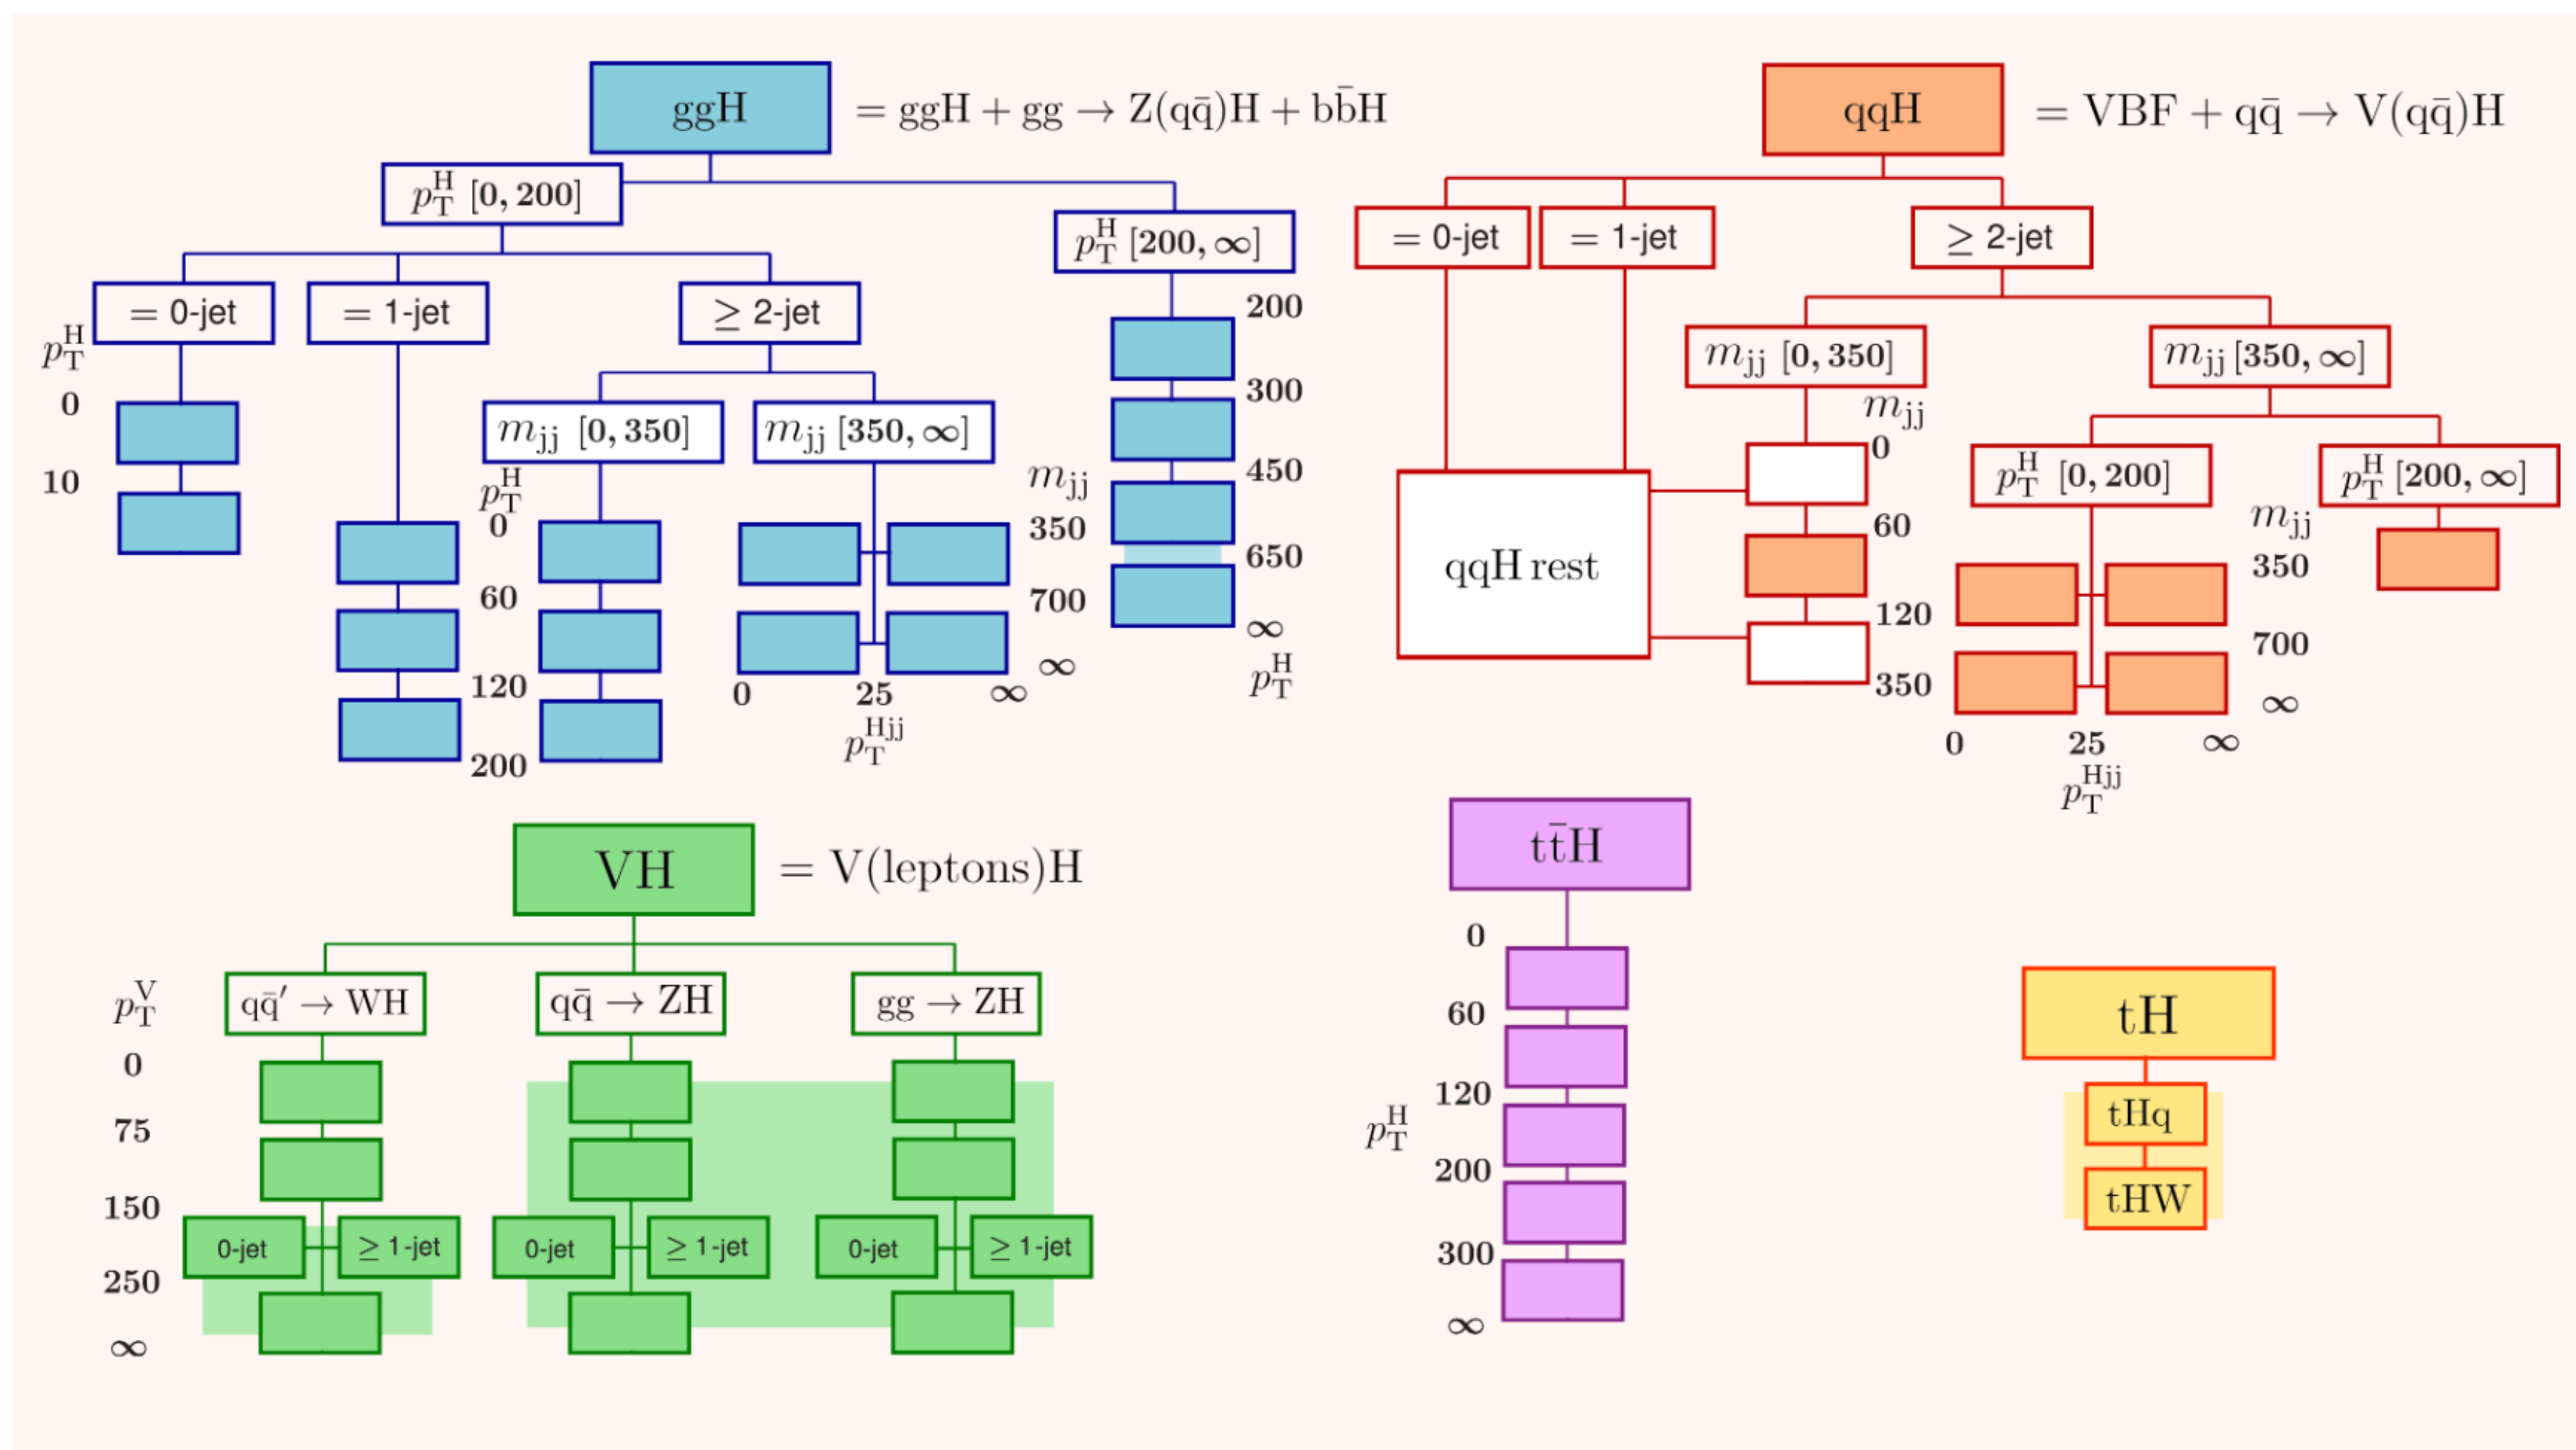 ggH
= ggH + gg → Z(qq̄)H + bb̄H
p_T^H [0, 200]
p_T^H [200, ∞]
= 0-jet
= 1-jet
≥ 2-jet
p_T^H
0
10
m_jj [0, 350]
m_jj [350, ∞]
p_T^H
0
60
120
200
m_jj
350
700
∞
0 25 ∞
p_T^Hjj
200
300
450
650
∞
p_T^H
qqH
= VBF + qq̄ → V(qq̄)H
= 0-jet
= 1-jet
≥ 2-jet
m_jj [0, 350]
m_jj [350, ∞]
m_jj
0
60
120
350
qqH rest
p_T^H [0, 200]
p_T^H [200, ∞]
m_jj
350
700
∞
0 25 ∞
p_T^Hjj
VH
= V(leptons)H
p_T^V
qq̄′ → WH
qq̄ → ZH
gg → ZH
0
75
150
250
∞
0-jet
≥ 1-jet
0-jet
≥ 1-jet
0-jet
≥ 1-jet
tt̄H
0
60
120
p_T^H
200
300
∞
tH
tHq
tHW